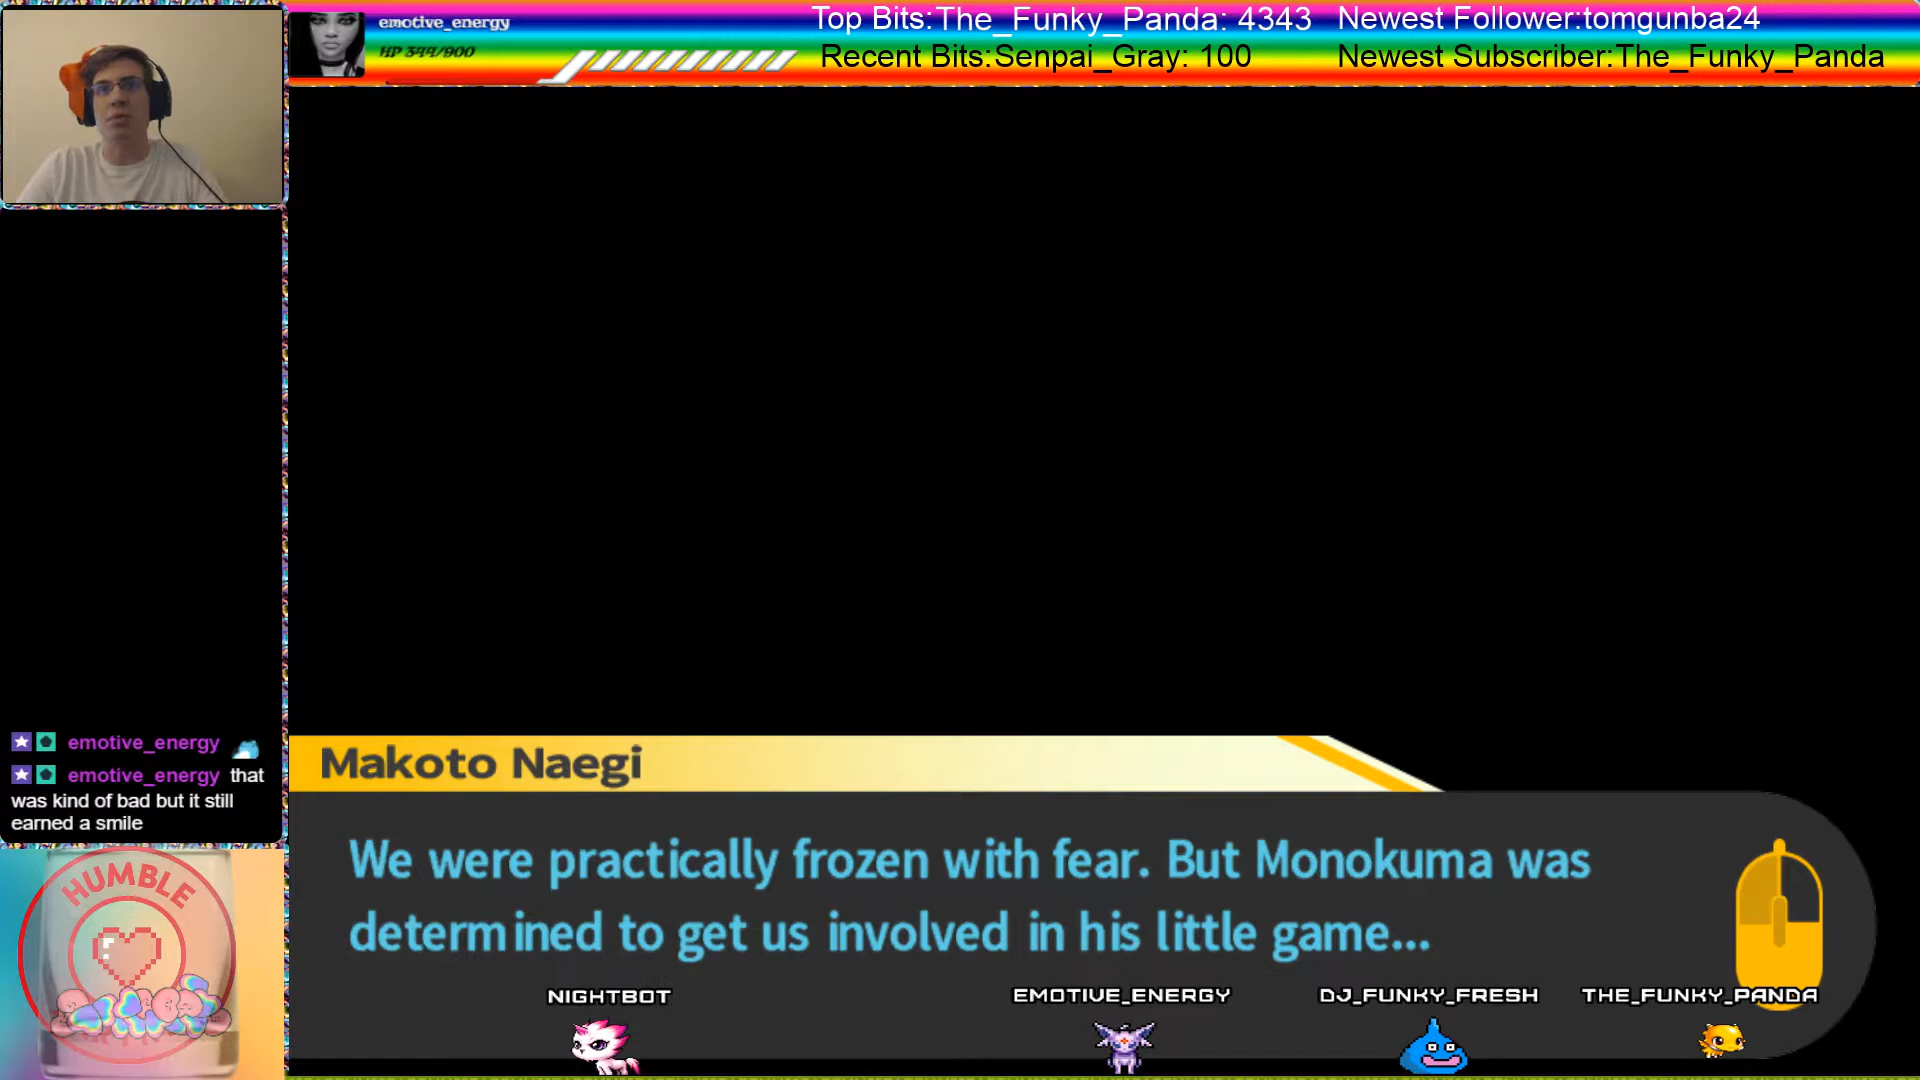 emotive_energy
HP 344/900
Top Bits:The_Funky_Panda: 4343 Newest Follower:tomgunba24
Recent Bits:Senpai_Gray: 100 Newest Subscriber:The_Funky_Panda
emotive_energy
emotive_energy that
was kind of bad but it still
earned a smile
Makoto Naegi
We were practically frozen with fear. But Monokuma was
determined to get us involved in his little game...
HUMBLE
NIGHTBOT
EMOTIVE_ENERGY
DJ_FUNKY_FRESH
THE_FUNKY_PANDA